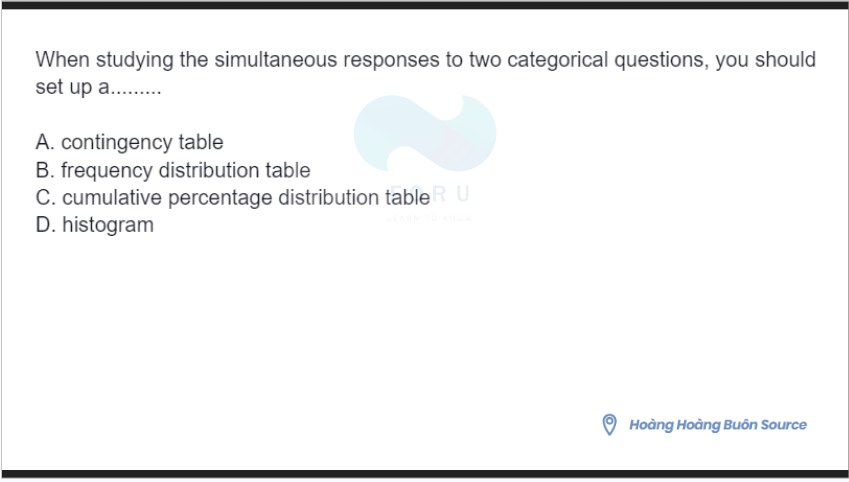 When studying the simultaneous responses to two categorical questions, you should
set up a.........
A. contingency table
B. frequency distribution table
C. cumulative percentage distribution table
D. histogram
Hoàng Hoàng Buôn Source